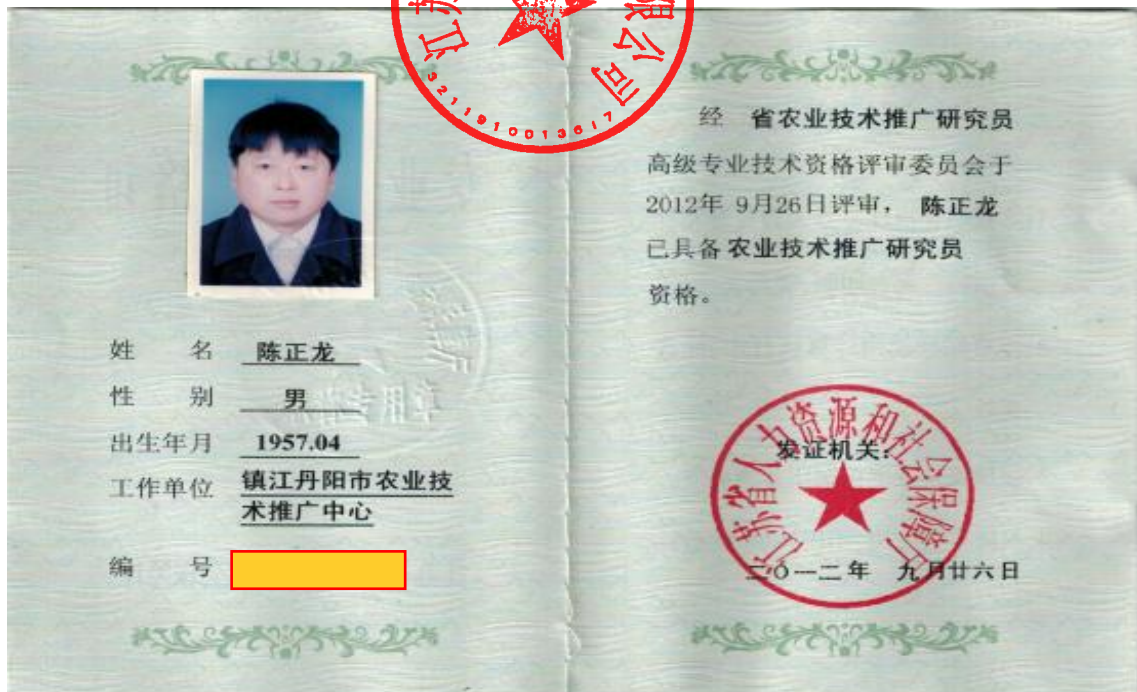 江苏
限公司
3211910013617
姓 名 陈正龙
性 别 男
出生年月 1957.04
工作单位 镇江丹阳市农业技
术推广中心
编 号
经 省农业技术推广研究员
高级专业技术资格评审委员会于
2012年 9月26日评审， 陈正龙
已具备 农业技术推广研究员
资格。
江苏省人力资源和社会保障厅
发证机关：
二〇一二年 九月廿六日